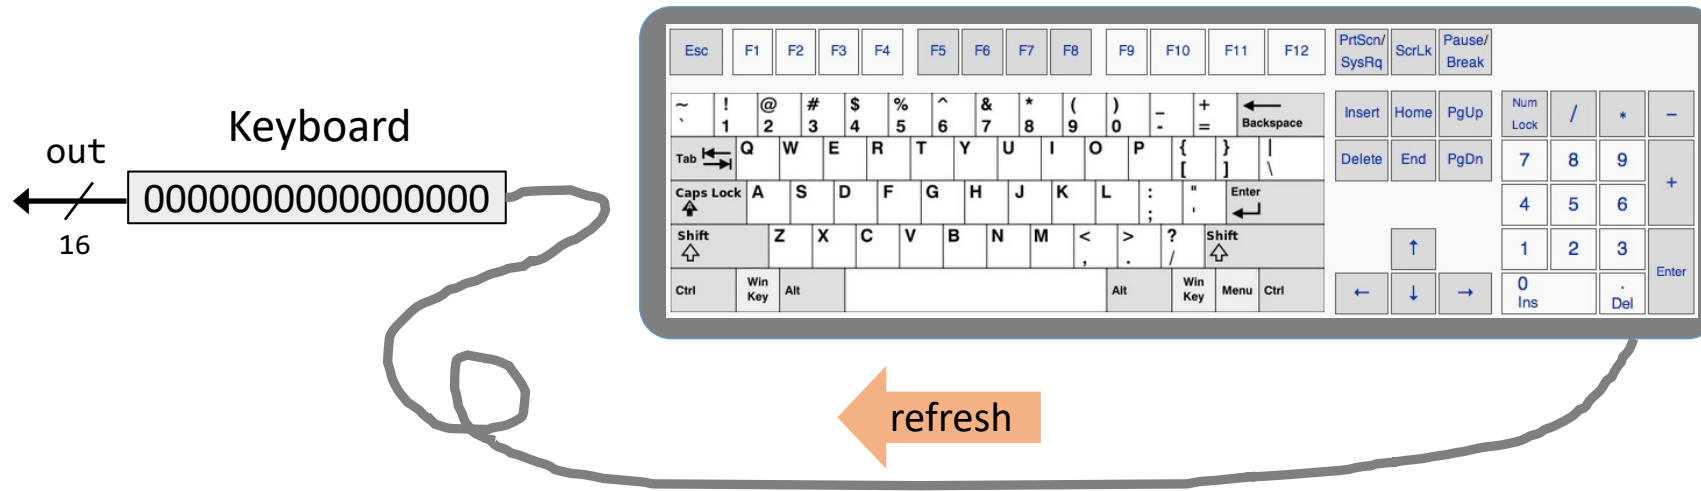 Keyboard
out
0000000000000000
16
refresh
Esc F1 F2 F3 F4 F5 F6 F7 F8 F9 F10 F11 F12 PrtScn/ SysRq ScrLk Pause/ Break
~ ` ! 1 @ 2 # 3 $ 4 % 5 ^ 6 & 7 * 8 ( 9 ) 0 _ - + = Backspace Insert Home PgUp Num Lock / * -
Tab Q W E R T Y U I O P { [ } ] | \ Delete End PgDn 7 8 9 +
Caps Lock A S D F G H J K L : ; " ' Enter 4 5 6
Shift Z X C V B N M < , > . ? / Shift ↑ 1 2 3 Enter
Ctrl Win Key Alt Alt Win Key Menu Ctrl ← ↓ → 0 Ins . Del